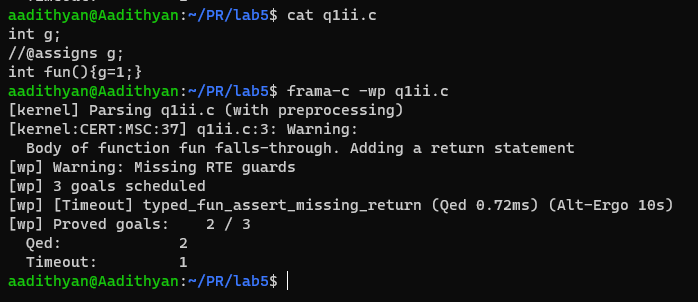 Timeout: 1
aadithyan@Aadithyan:~/PR/lab5$ cat q1ii.c
int g;
//@assigns g;
int fun(){g=1;}
aadithyan@Aadithyan:~/PR/lab5$ frama-c -wp q1ii.c
[kernel] Parsing q1ii.c (with preprocessing)
[kernel:CERT:MSC:37] q1ii.c:3: Warning:
  Body of function fun falls-through. Adding a return statement
[wp] Warning: Missing RTE guards
[wp] 3 goals scheduled
[wp] [Timeout] typed_fun_assert_missing_return (Qed 0.72ms) (Alt-Ergo 10s)
[wp] Proved goals:    2 / 3
  Qed:             2
  Timeout:         1
aadithyan@Aadithyan:~/PR/lab5$